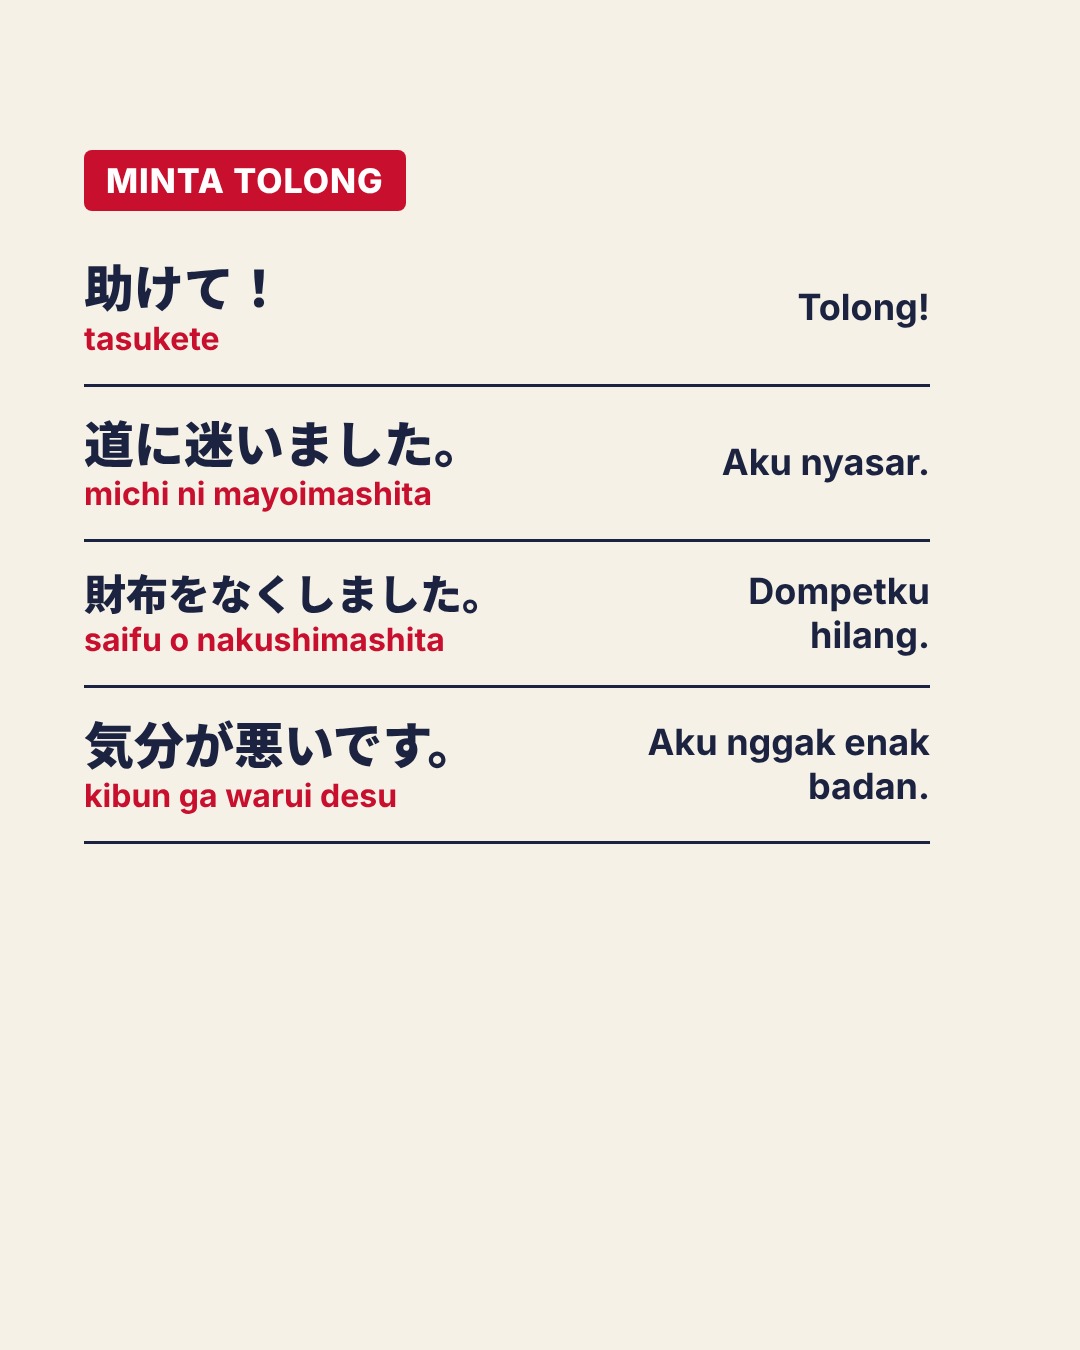 MINTA TOLONG
助けて！
tasukete
Tolong!
道に迷いました。
michi ni mayoimashita
Aku nyasar.
財布をなくしました。
saifu o nakushimashita
Dompetku
hilang.
気分が悪いです。
kibun ga warui desu
Aku nggak enak
badan.